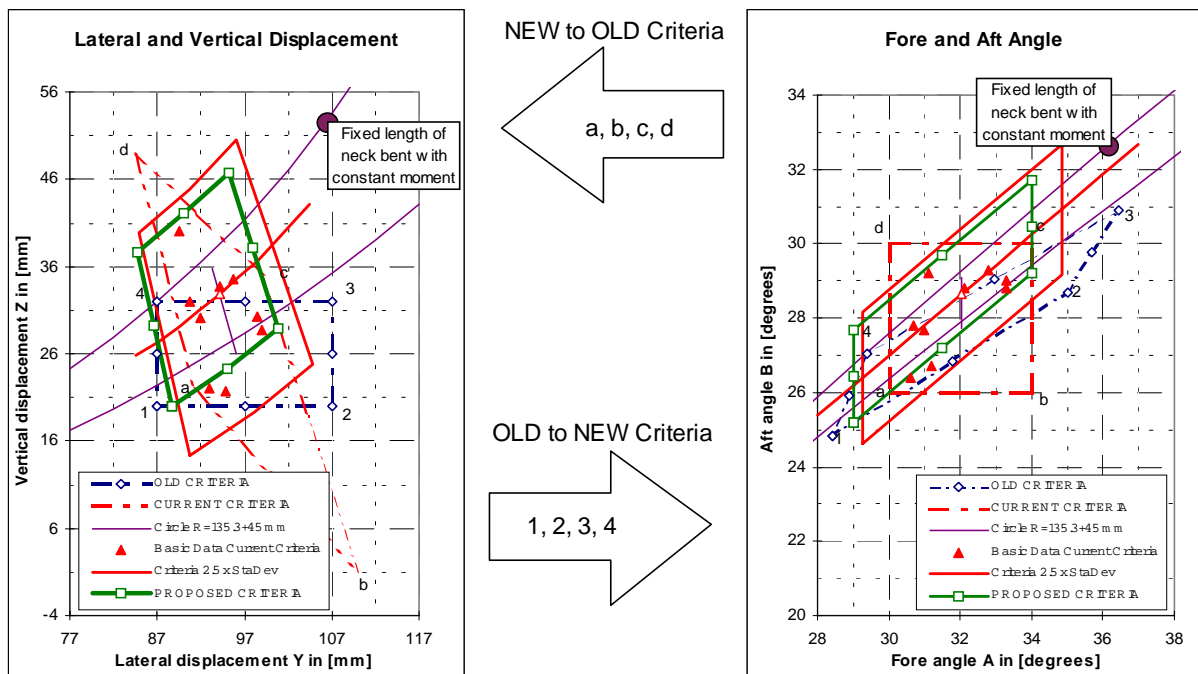 Lateral and Vertical Displacement
56
46
36
26
16
6
-4
77
87
97
107
117
Vertical displacement Z in [mm]
Lateral displacement Y in [mm]
Fixed length of
neck bent with
constant moment
d
c
4
3
a
1
2
b
OLD CRITERIA
CURRENT CRITERIA
Circle R=135.3+45 mm
Basic Data Current Criteria
Criteria 2.5 x StaDev
PROPOSED CRITERIA
NEW to OLD Criteria
a, b, c, d
OLD to NEW Criteria
1, 2, 3, 4
Fore and Aft Angle
34
32
30
28
26
24
22
20
28
30
32
34
36
38
Aft angle B in [degrees]
Fore angle A in [degrees]
Fixed length of
neck bent with
constant moment
d
c
3
2
4
a
b
1
OLD CRITERIA
CURRENT CRITERIA
Circle R=135.3+45 mm
Basic Data Current Criteria
Criteria 2.5 x StaDev
PROPOSED CRITERIA